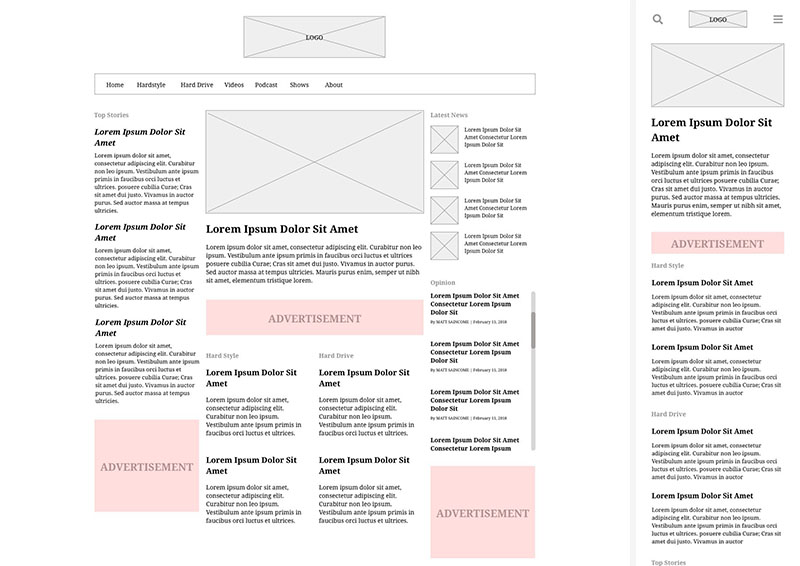 LOGO
Home Hardstyle Hard Drive Videos Podcast Shows About
Top Stories
Lorem Ipsum Dolor Sit
Amet
Lorem ipsum dolor sit amet,
consectetur adipiscing elit. Curabitur
non leo ipsum. Vestibulum ante ipsum
primis in faucibus orci luctus et
ultrices. posuere cubilia Curae; Cras
sit amet dui justo. Vivamus in auctor
purus. Sed auctor massa at tempus
ultricies.
Lorem Ipsum Dolor Sit
Amet
Lorem ipsum dolor sit amet,
consectetur adipiscing elit. Curabitur
non leo ipsum. Vestibulum ante ipsum
primis in faucibus orci luctus et
ultrices. posuere cubilia Curae; Cras
sit amet dui justo. Vivamus in auctor
purus. Sed auctor massa at tempus
ultricies.
Lorem Ipsum Dolor Sit
Amet
Lorem ipsum dolor sit amet,
consectetur adipiscing elit. Curabitur
non leo ipsum. Vestibulum ante ipsum
primis in faucibus orci luctus et
ultrices. posuere cubilia Curae; Cras
sit amet dui justo. Vivamus in auctor
purus. Sed auctor massa at tempus
ultricies.
ADVERTISEMENT
Lorem Ipsum Dolor Sit Amet
Lorem ipsum dolor sit amet, consectetur adipiscing elit. Curabitur non leo
ipsum. Vestibulum ante ipsum primis in faucibus orci luctus et ultrices
posuere cubilia Curae; Cras sit amet dui justo. Vivamus in auctor purus.
Sed auctor massa at tempus ultricies. Mauris purus enim, semper ut nibh
sit amet, elementum tristique lorem.
ADVERTISEMENT
Hard Style
Lorem Ipsum Dolor Sit
Amet
Lorem ipsum dolor sit amet,
consectetur adipiscing elit.
Curabitur non leo ipsum.
Vestibulum ante ipsum primis in
faucibus orci luctus et ultrices.
Lorem Ipsum Dolor Sit
Amet
Lorem ipsum dolor sit amet,
consectetur adipiscing elit.
Curabitur non leo ipsum.
Vestibulum ante ipsum primis in
faucibus orci luctus et ultrices.
Hard Drive
Lorem Ipsum Dolor Sit
Amet
Lorem ipsum dolor sit amet,
consectetur adipiscing elit.
Curabitur non leo ipsum.
Vestibulum ante ipsum primis in
faucibus orci luctus et ultrices.
Lorem Ipsum Dolor Sit
Amet
Lorem ipsum dolor sit amet,
consectetur adipiscing elit.
Curabitur non leo ipsum.
Vestibulum ante ipsum primis in
faucibus orci luctus et ultrices.
Latest News
Lorem Ipsum Dolor Sit
Amet Consectetur Lorem
Ipsum Dolor Sit
Lorem Ipsum Dolor Sit
Amet Consectetur Lorem
Ipsum Dolor Sit
Lorem Ipsum Dolor Sit
Amet Consectetur Lorem
Ipsum Dolor Sit
Lorem Ipsum Dolor Sit
Amet Consectetur Lorem
Ipsum Dolor Sit
Opinion
Lorem Ipsum Dolor Sit Amet
Consectetur Lorem Ipsum
Dolor Sit
By MATT SAINCOME | February 13, 2018
Lorem Ipsum Dolor Sit Amet
Consectetur Lorem Ipsum
Dolor Sit
By MATT SAINCOME | February 13, 2018
Lorem Ipsum Dolor Sit Amet
Consectetur Lorem Ipsum
Dolor Sit
By MATT SAINCOME | February 13, 2018
Lorem Ipsum Dolor Sit Amet
Consectetur Lorem Ipsum
ADVERTISEMENT
LOGO
Lorem Ipsum Dolor Sit
Amet
Lorem ipsum dolor sit amet, consectetur
adipiscing elit. Curabitur non leo ipsum.
Vestibulum ante ipsum primis in faucibus
orci luctus et ultrices posuere cubilia Curae;
Cras sit amet dui justo. Vivamus in auctor
purus. Sed auctor massa at tempus ultricies.
Mauris purus enim, semper ut nibh sit amet,
elementum tristique lorem.
ADVERTISEMENT
Hard Style
Lorem Ipsum Dolor Sit Amet
Lorem ipsum dolor sit amet, consectetur
adipiscing elit. Curabitur non leo ipsum.
Vestibulum ante ipsum primis in faucibus orci
luctus et ultrices. posuere cubilia Curae; Cras sit
amet dui justo. Vivamus in auctor
Lorem Ipsum Dolor Sit Amet
Lorem ipsum dolor sit amet, consectetur
adipiscing elit. Curabitur non leo ipsum.
Vestibulum ante ipsum primis in faucibus orci
luctus et ultrices. posuere cubilia Curae; Cras sit
amet dui justo. Vivamus in auctor
Hard Drive
Lorem Ipsum Dolor Sit Amet
Lorem ipsum dolor sit amet, consectetur
adipiscing elit. Curabitur non leo ipsum.
Vestibulum ante ipsum primis in faucibus orci
luctus et ultrices. posuere cubilia Curae; Cras sit
amet dui justo. Vivamus in auctor
Lorem Ipsum Dolor Sit Amet
Lorem ipsum dolor sit amet, consectetur
adipiscing elit. Curabitur non leo ipsum.
Vestibulum ante ipsum primis in faucibus orci
luctus et ultrices. posuere cubilia Curae; Cras sit
amet dui justo. Vivamus in auctor
Top Stories